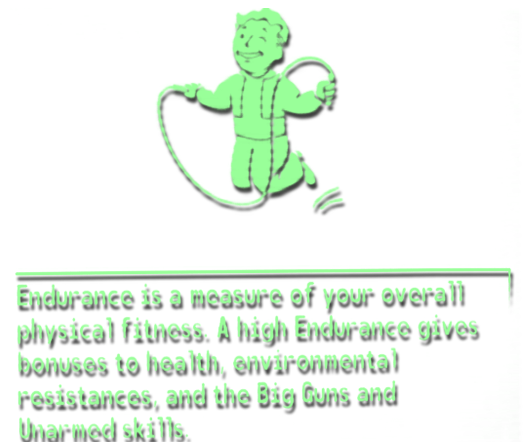 Endurance is a measure of your overall
physical fitness. A high Endurance gives
bonuses to health, environmental
resistances, and the Big Guns and
Unarmed skills.